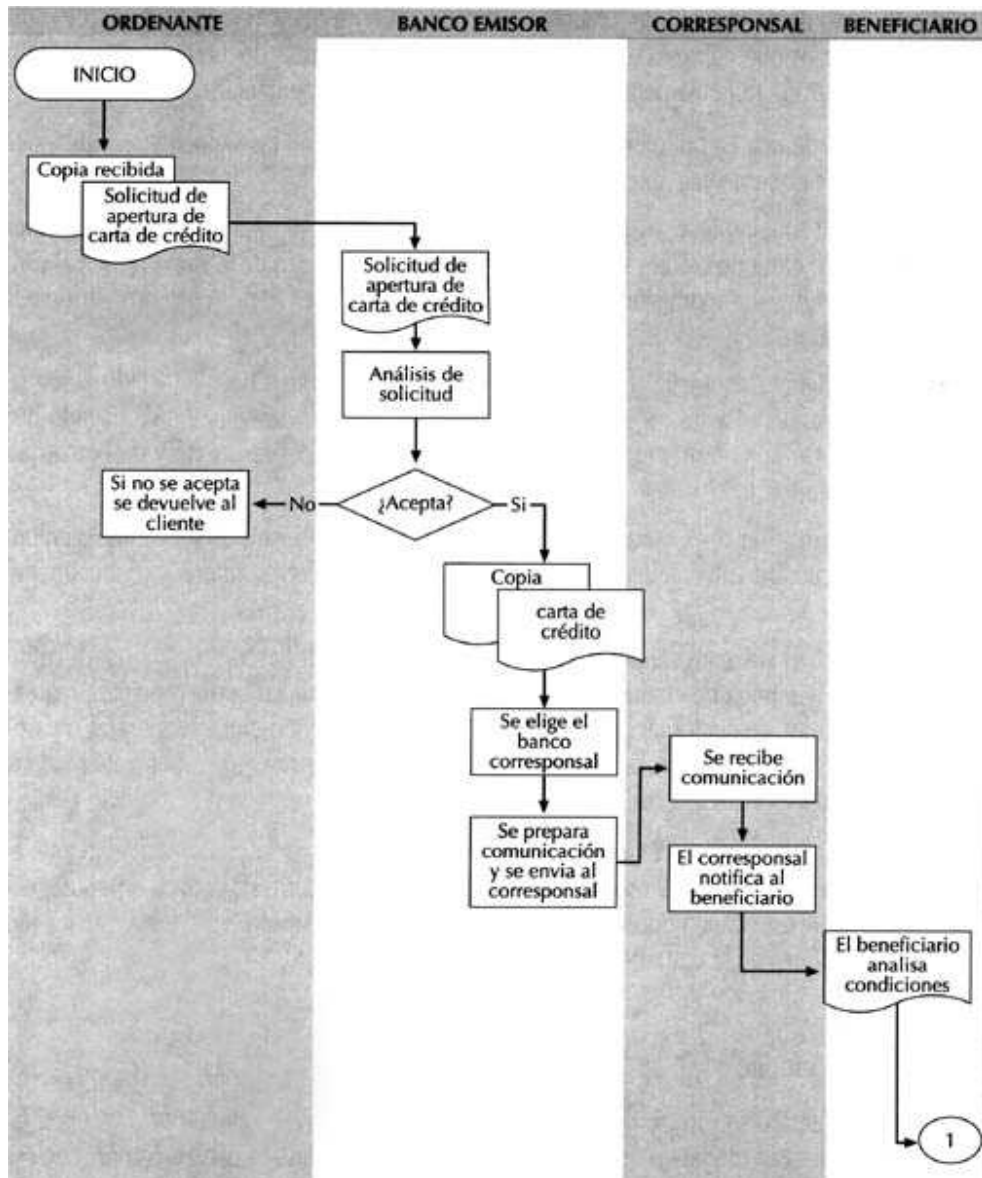 ORDENANTE
BANCO EMISOR
CORRESPONSAL
BENEFICIARIO
INICIO
Copia recibida
Solicitud de
apertura de
carta de crédito
Solicitud de
apertura de
carta de crédito
Análisis de
solicitud
¿Acepta?
No
Si
Si no se acepta
se devuelve al
cliente
Copia
carta de
crédito
Se elige el
banco
corresponsal
Se prepara
comunicación
y se envia al
corresponsal
Se recibe
comunicación
El corresponsal
notifica al
beneficiario
El beneficiario
analisa
condiciones
1